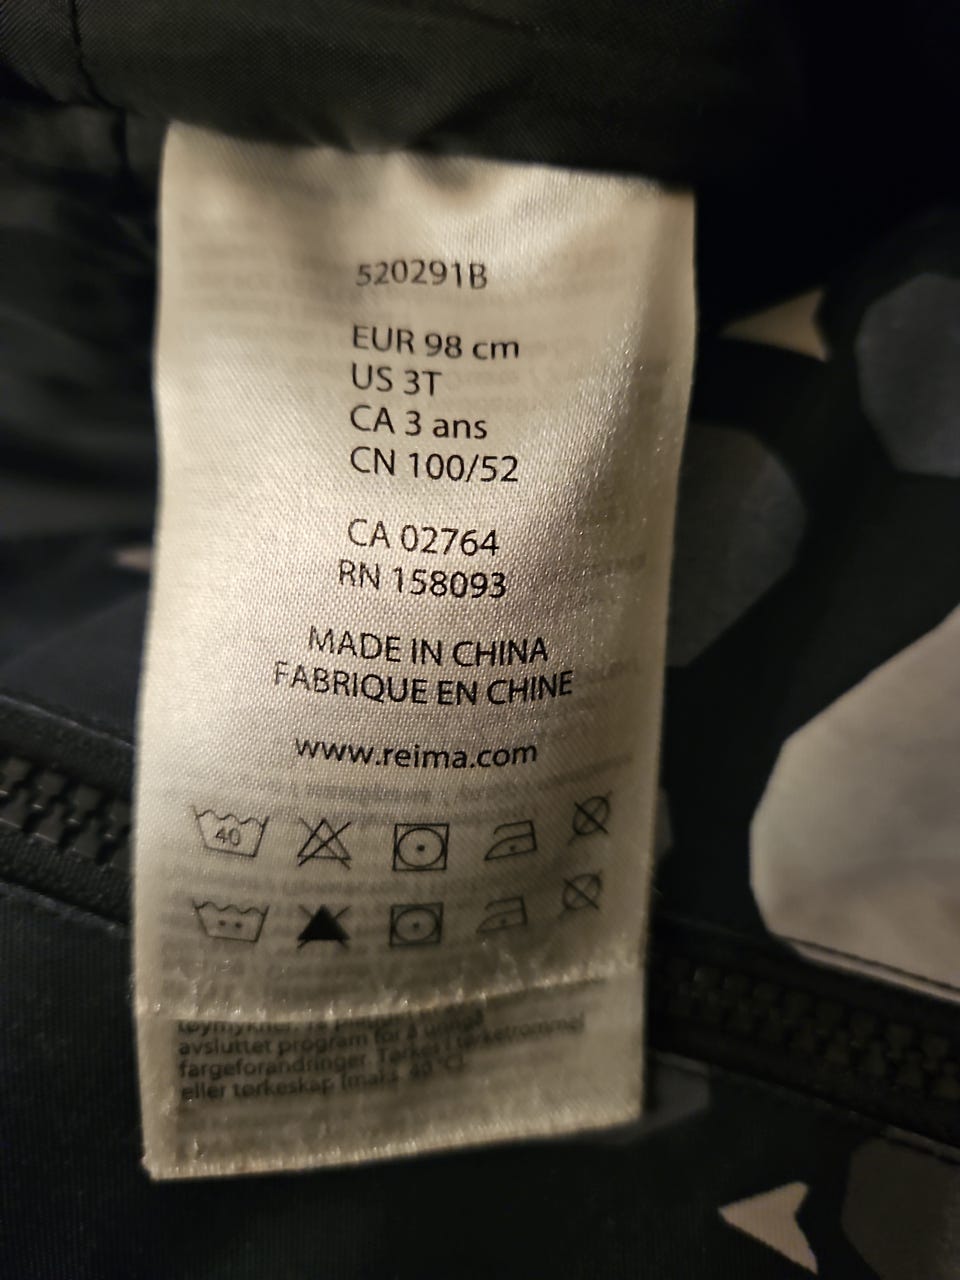 520291B
EUR 98 cm
US 3T
CA 3 ans
CN 100/52
CA 02764
RN 158093
MADE IN CHINA
FABRIQUE EN CHINE
www.reima.com
40
avsluttet program for å unngå
fargeforandringer. Tørkes i tørketrommel
eller tørkeskap (maks. 40°C).